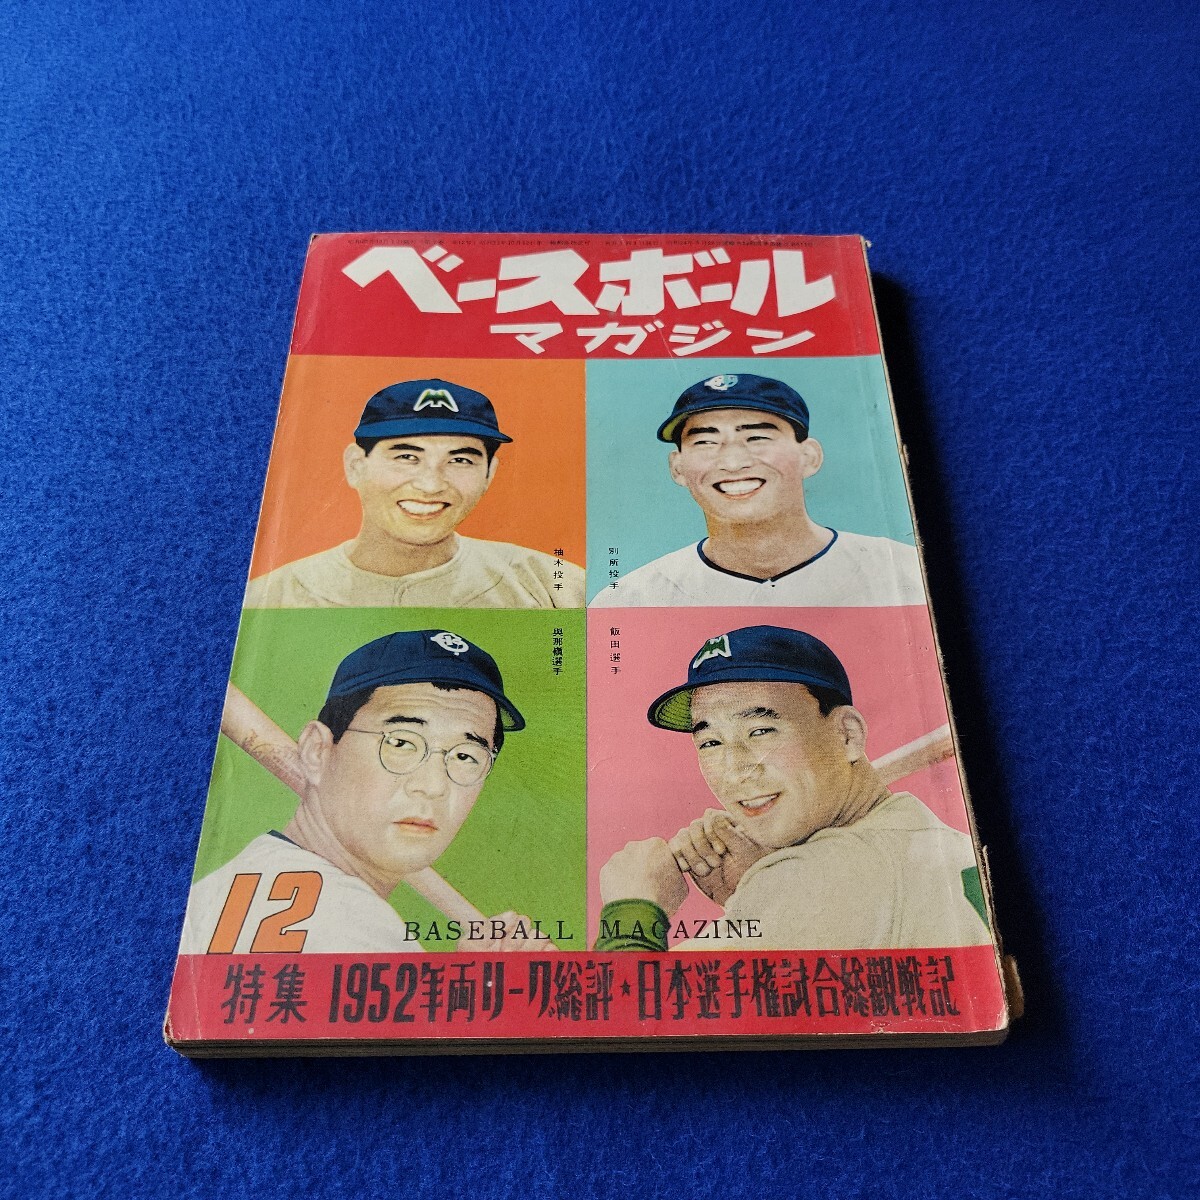 ベースボール
マガジン
柚木投手
別所投手
與那嶺選手
飯田選手
12
BASEBALL MAGAZINE
特集 1952年両リーグ総評★日本選手権試合総觀戦記